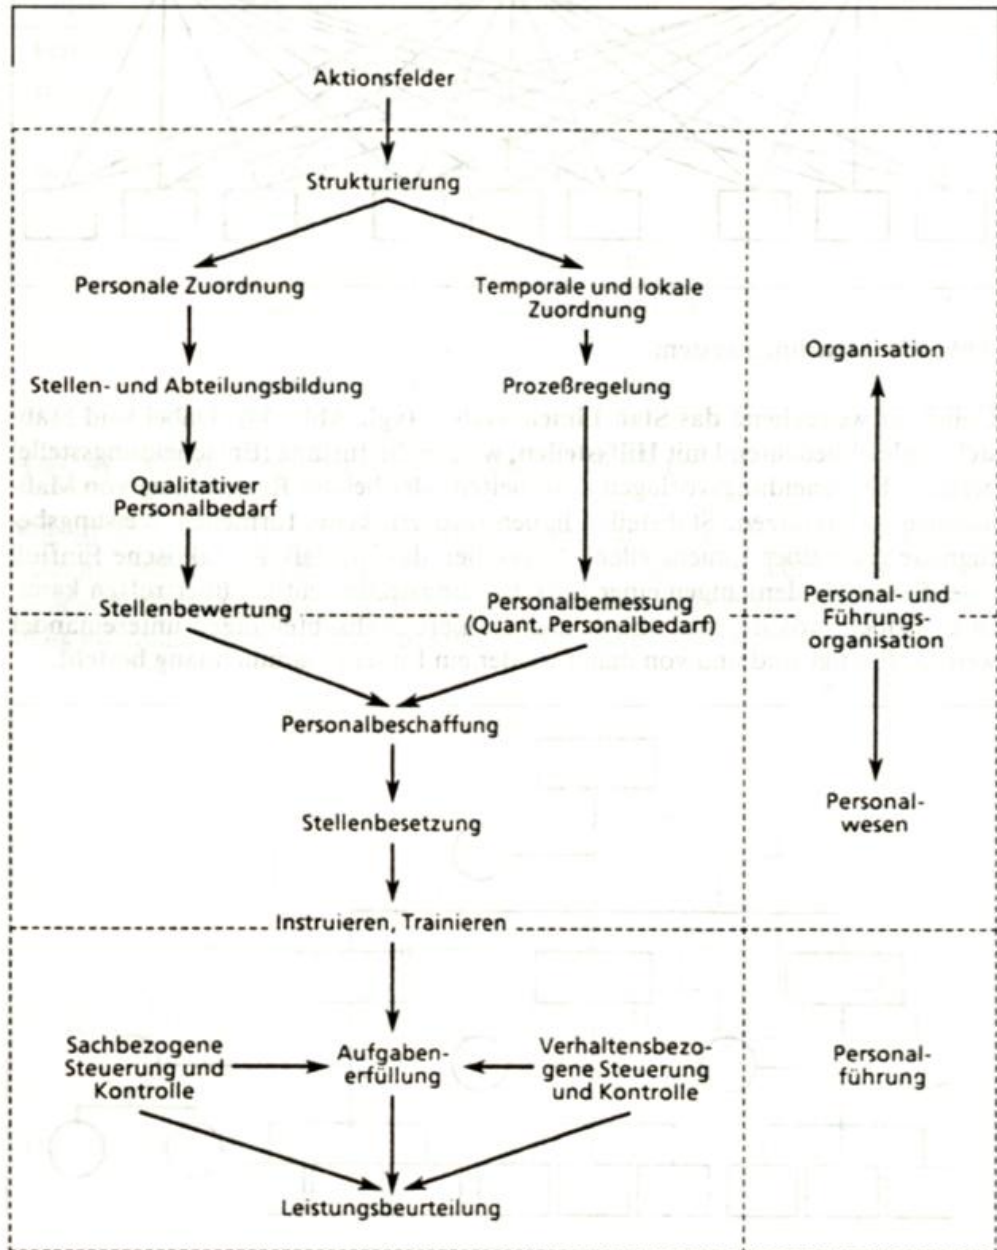 Aktionsfelder
Strukturierung
Personale Zuordnung
Temporale und lokale
Zuordnung
Stellen- und Abteilungsbildung
Prozeßregelung
Qualitativer
Personalbedarf
Stellenbewertung
Personalbemessung
(Quant. Personalbedarf)
Personalbeschaffung
Stellenbesetzung
Instruieren, Trainieren
Sachbezogene
Steuerung und
Kontrolle
Aufgaben-
erfüllung
Verhaltensbezo-
gene Steuerung
und Kontrolle
Leistungsbeurteilung
Organisation
Personal- und
Führungs-
organisation
Personal-
wesen
Personal-
führung